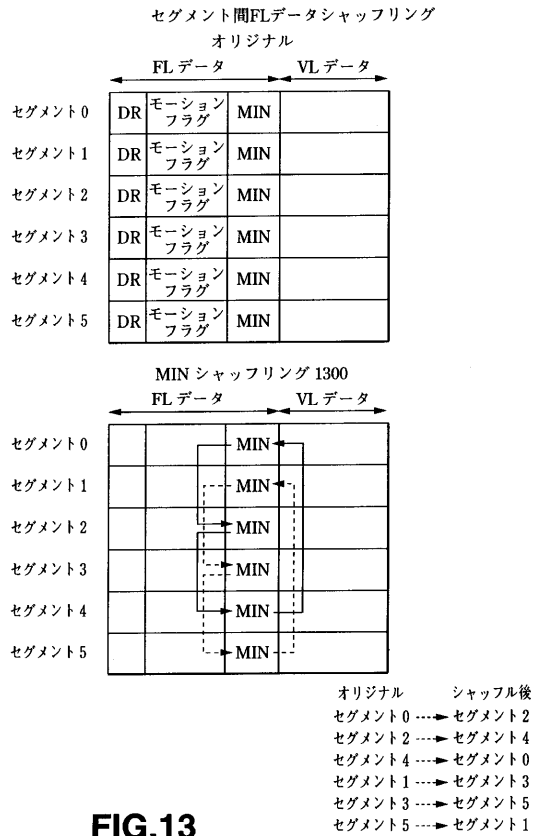 セグメント間FLデータシャッフリング
オリジナル
FL データ VL データ
セグメント 0 DR モーションフラグ MIN
セグメント 1 DR モーションフラグ MIN
セグメント 2 DR モーションフラグ MIN
セグメント 3 DR モーションフラグ MIN
セグメント 4 DR モーションフラグ MIN
セグメント 5 DR モーションフラグ MIN
MIN シャッフリング 1300
FL データ VL データ
セグメント 0 MIN
セグメント 1 MIN
セグメント 2 MIN
セグメント 3 MIN
セグメント 4 MIN
セグメント 5 MIN
オリジナル シャッフル後
セグメント 0 セグメント 2
セグメント 2 セグメント 4
セグメント 4 セグメント 0
セグメント 1 セグメント 3
セグメント 3 セグメント 5
セグメント 5 セグメント 1
FIG.13